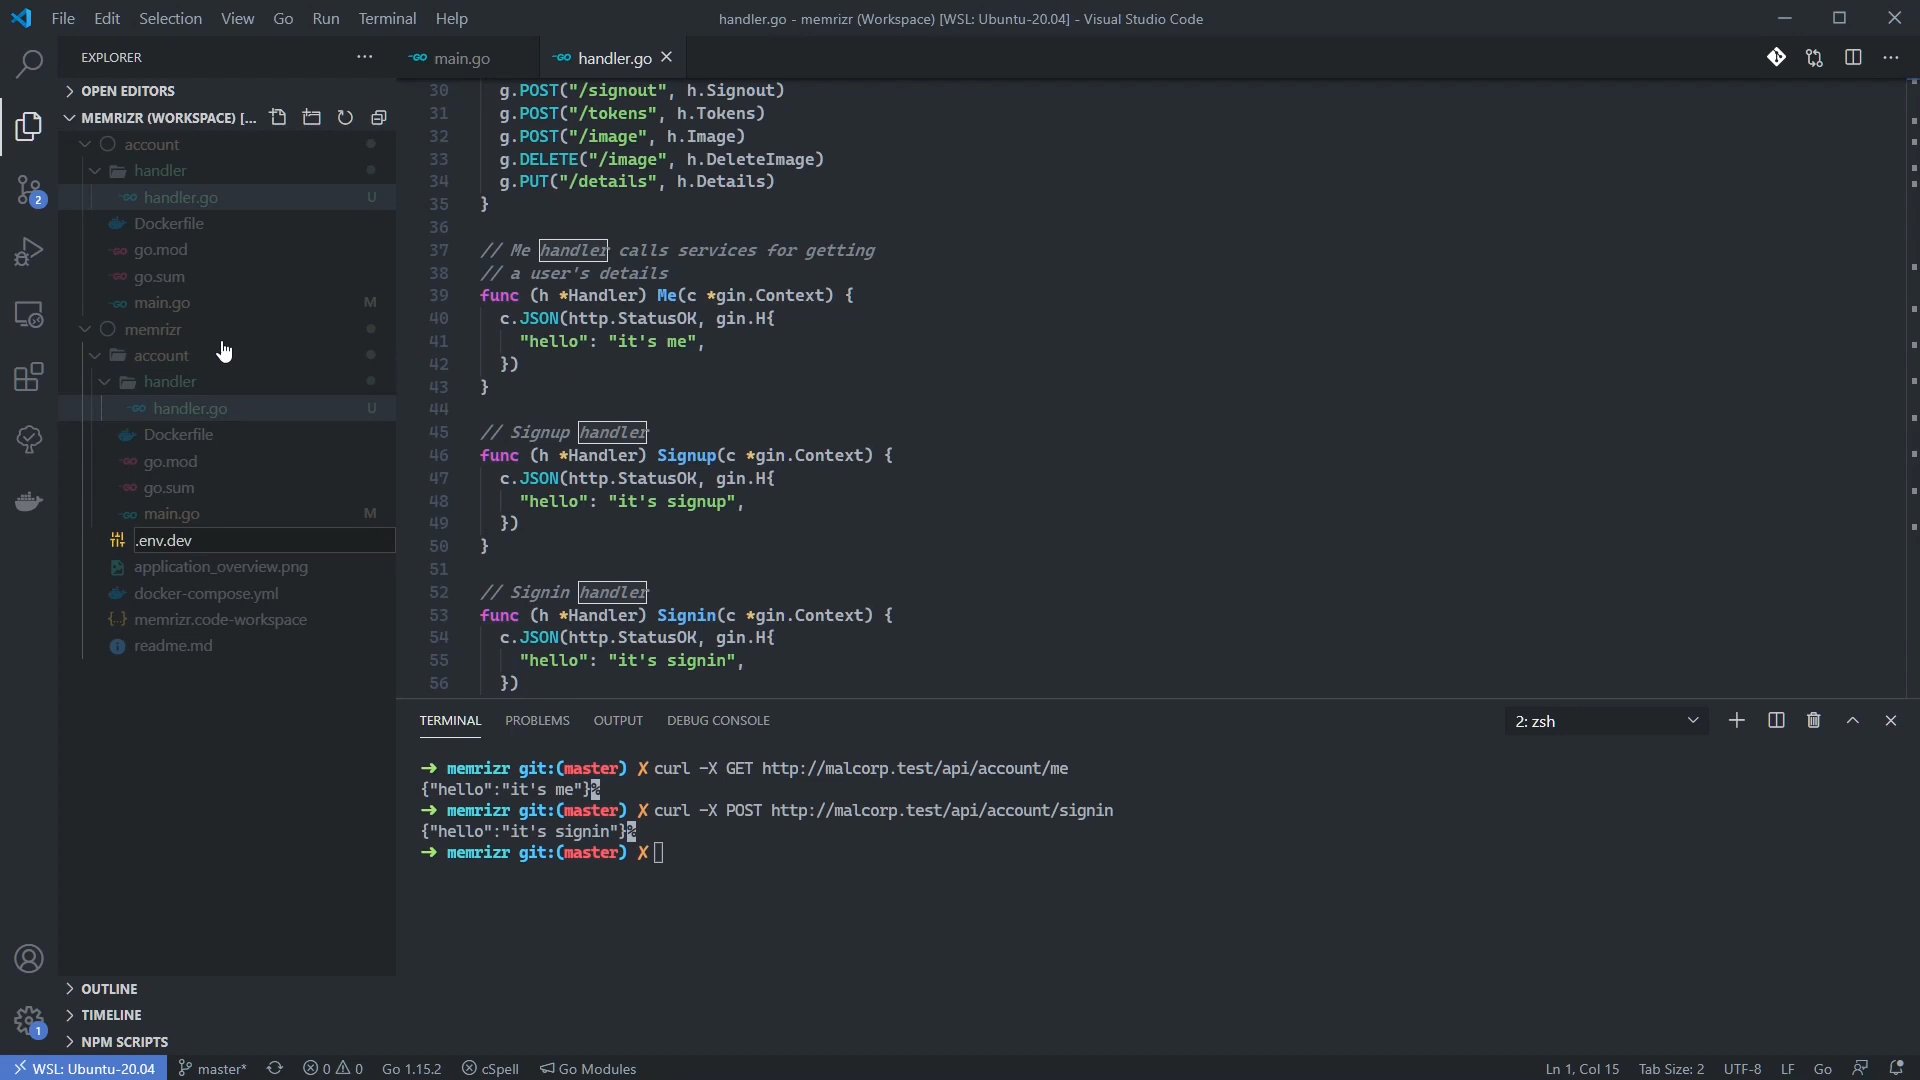 File Edit Selection View Go Run Terminal Help
handler.go - memrizr (Workspace) [WSL: Ubuntu-20.04] - Visual Studio Code
EXPLORER
main.go
handler.go
OPEN EDITORS
MEMRIZR (WORKSPACE) [...
account
handler
handler.go U
Dockerfile
go.mod
go.sum
main.go M
memrizr
account
handler
handler.go U
Dockerfile
go.mod
go.sum
main.go M
.env.dev
application_overview.png
docker-compose.yml
memrizr.code-workspace
readme.md
OUTLINE
TIMELINE
NPM SCRIPTS
2
1
30 g.POST("/signout", h.Signout)
31 g.POST("/tokens", h.Tokens)
32 g.POST("/image", h.Image)
33 g.DELETE("/image", h.DeleteImage)
34 g.PUT("/details", h.Details)
35 }
36
37 // Me handler calls services for getting
38 // a user's details
39 func (h *Handler) Me(c *gin.Context) {
40 c.JSON(http.StatusOK, gin.H{
41 "hello": "it's me",
42 })
43 }
44
45 // Signup handler
46 func (h *Handler) Signup(c *gin.Context) {
47 c.JSON(http.StatusOK, gin.H{
48 "hello": "it's signup",
49 })
50 }
51
52 // Signin handler
53 func (h *Handler) Signin(c *gin.Context) {
54 c.JSON(http.StatusOK, gin.H{
55 "hello": "it's signin",
56 })
TERMINAL PROBLEMS OUTPUT DEBUG CONSOLE
2: zsh
→ memrizr git:(master) ✗ curl -X GET http://malcorp.test/api/account/me
{"hello":"it's me"}%
→ memrizr git:(master) ✗ curl -X POST http://malcorp.test/api/account/signin
{"hello":"it's signin"}%
→ memrizr git:(master) ✗
WSL: Ubuntu-20.04 master* 0 0 Go 1.15.2 cSpell Go Modules
Ln 1, Col 15 Tab Size: 2 UTF-8 LF Go